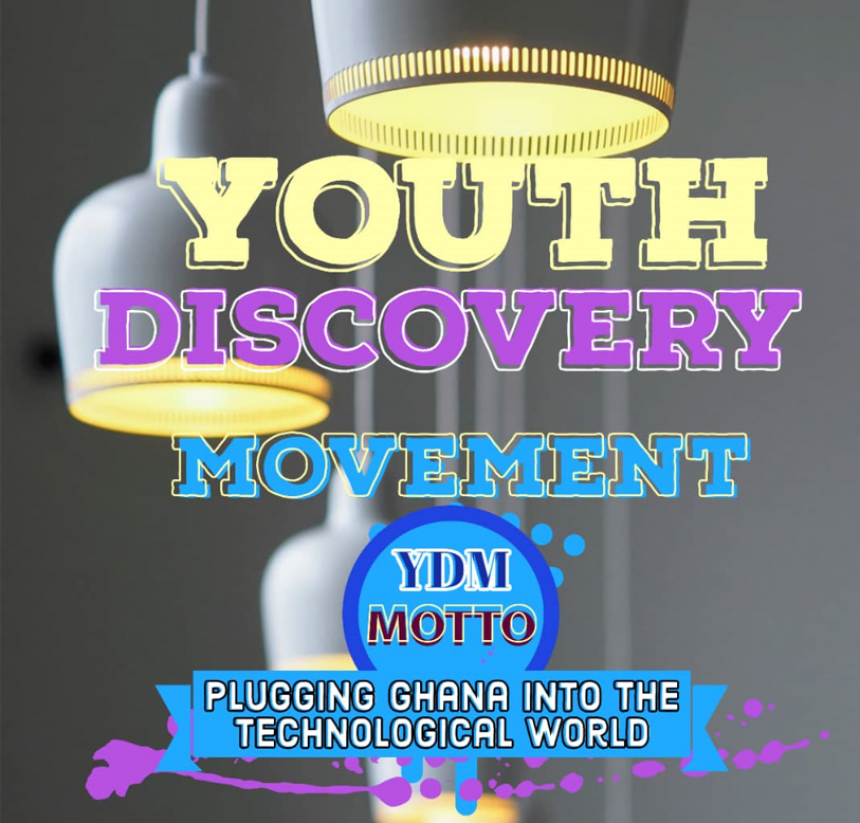 YOUTH
DISCOVERY
MOVEMENT
YDM
MOTTO
PLUGGING GHANA INTO THE
TECHNOLOGICAL WORLD